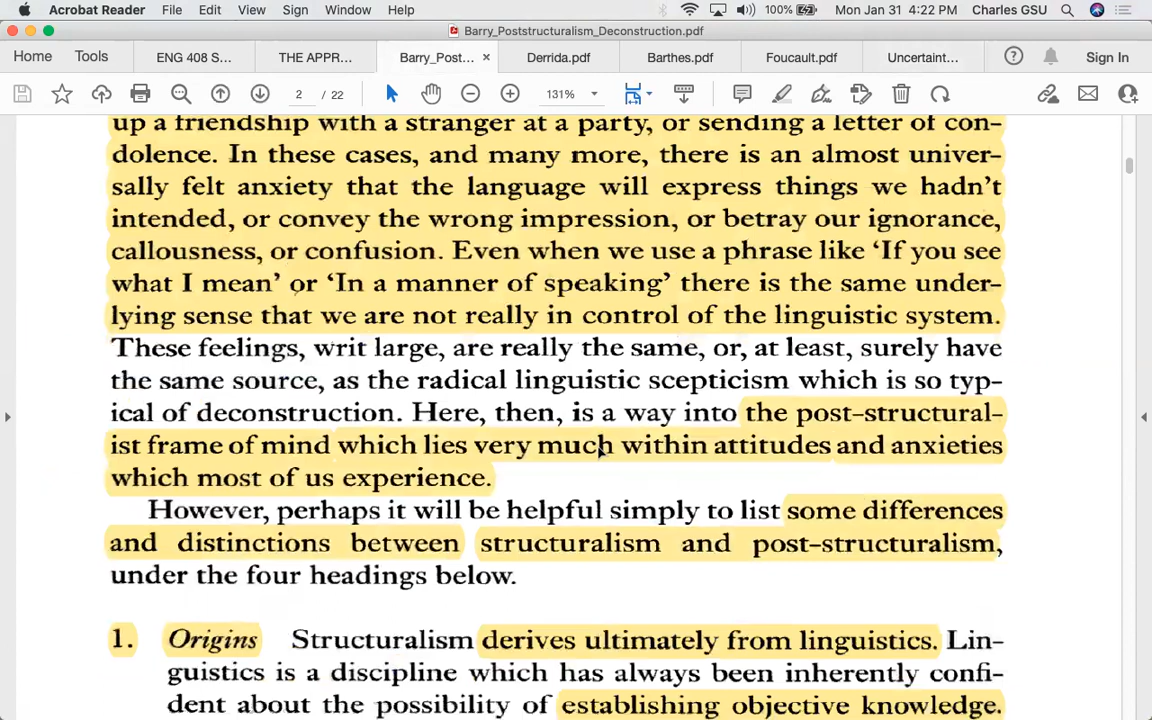 Acrobat Reader File Edit View Sign Window Help 100% Mon Jan 31 4:22 PM Charles GSU
Barry_Poststructuralism_Deconstruction.pdf
Home Tools ENG 408 S... THE APPR... Barry_Post... × Derrida.pdf Barthes.pdf Foucault.pdf Uncertaint... Sign In
2 / 22 131%
up a friendship with a stranger at a party, or sending a letter of con-
dolence. In these cases, and many more, there is an almost univer-
sally felt anxiety that the language will express things we hadn't
intended, or convey the wrong impression, or betray our ignorance,
callousness, or confusion. Even when we use a phrase like 'If you see
what I mean' or 'In a manner of speaking' there is the same under-
lying sense that we are not really in control of the linguistic system.
These feelings, writ large, are really the same, or, at least, surely have
the same source, as the radical linguistic scepticism which is so typ-
ical of deconstruction. Here, then, is a way into the post-structural-
ist frame of mind which lies very much within attitudes and anxieties
which most of us experience.
However, perhaps it will be helpful simply to list some differences
and distinctions between structuralism and post-structuralism,
under the four headings below.
1. Origins Structuralism derives ultimately from linguistics. Lin-
guistics is a discipline which has always been inherently confi-
dent about the possibility of establishing objective knowledge.